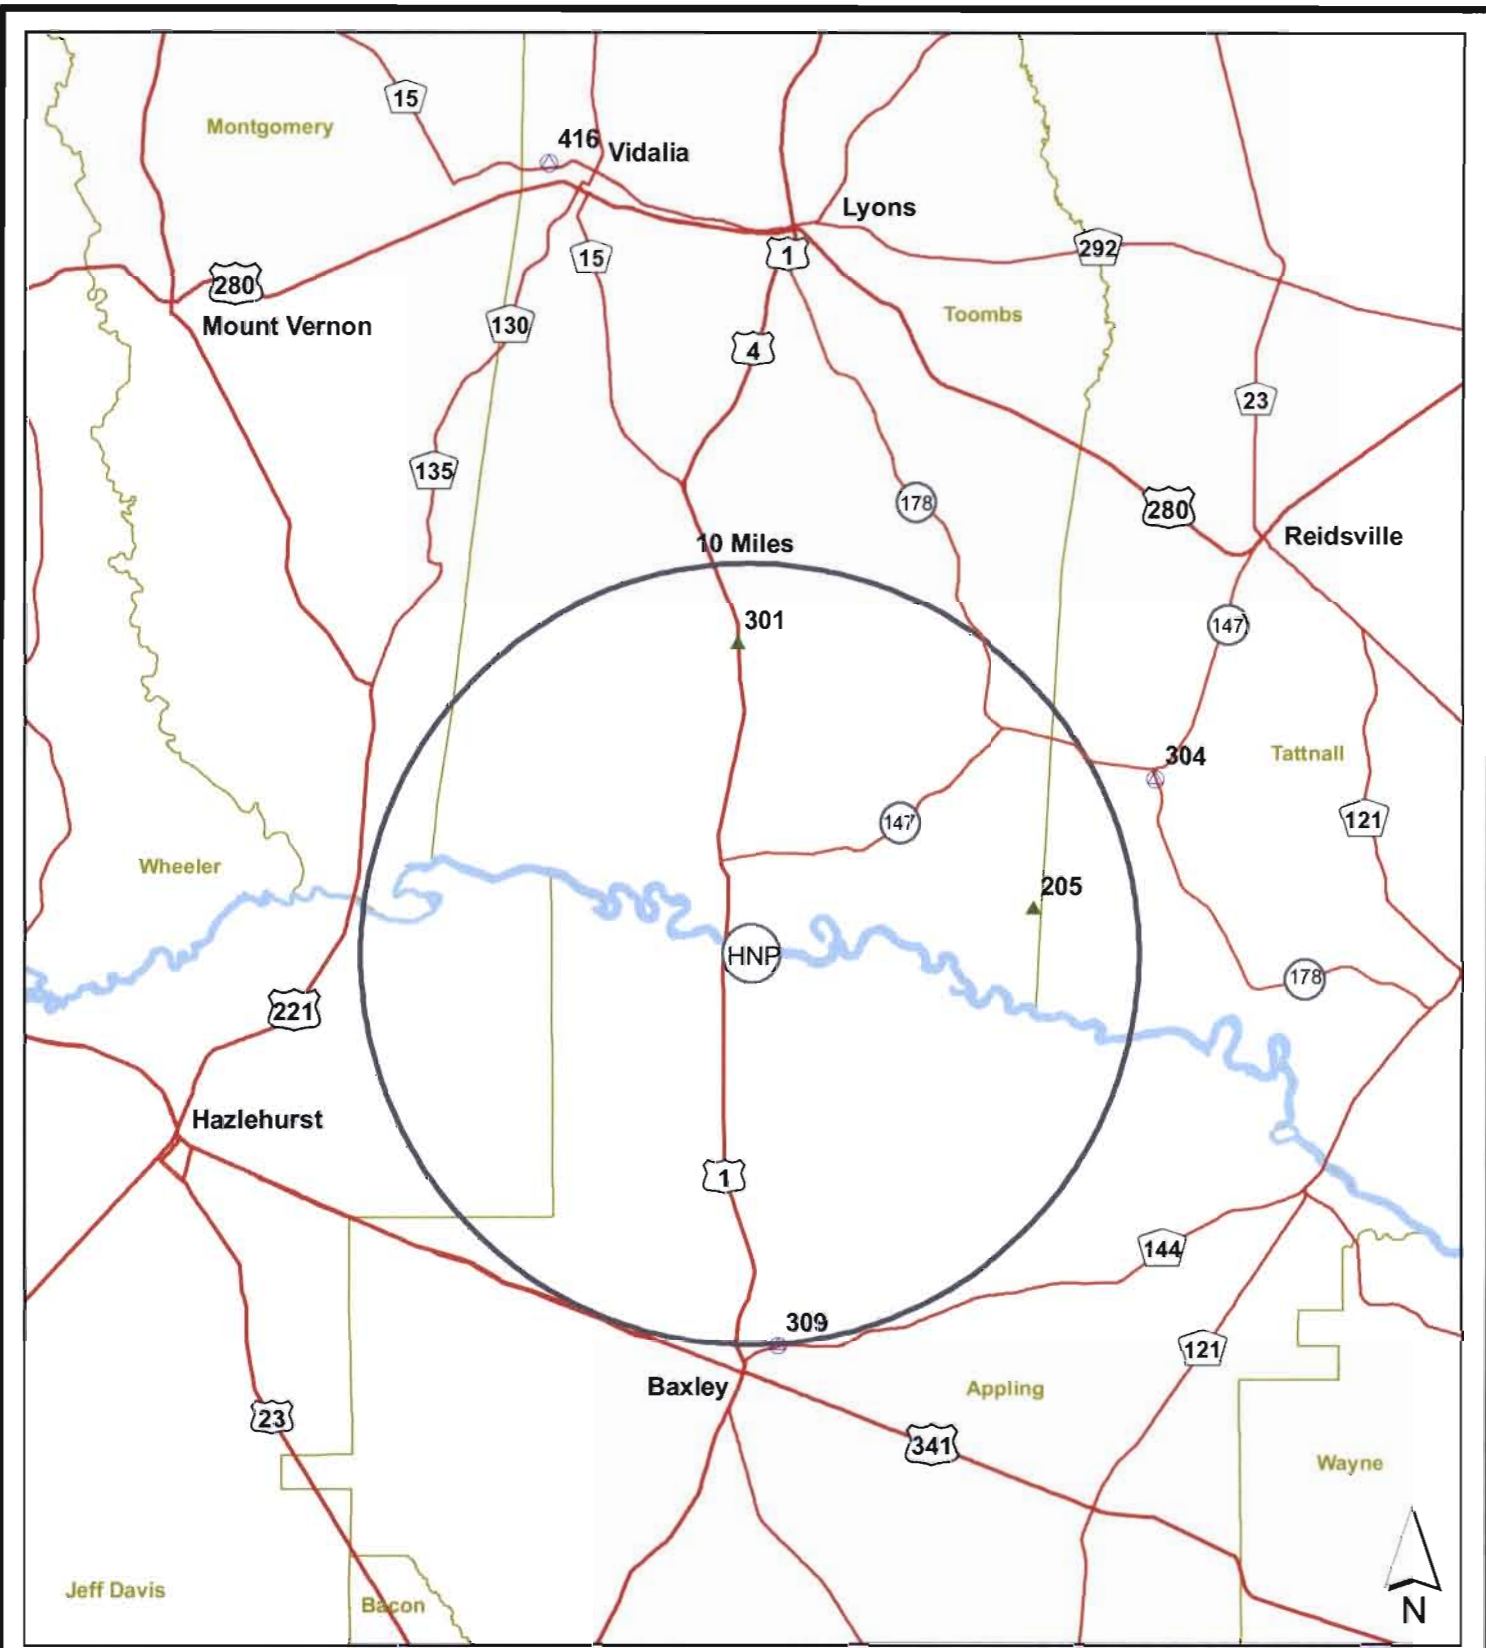 15
Montgomery
416
Vidalia
Lyons
292
15
1
280
Toombs
Mount Vernon
130
4
23
135
178
280
Reidsville
10 Miles
301
147
304
Tattnall
147
121
Wheeler
205
HNP
178
221
Hazlehurst
1
144
309
121
Baxley
Appling
23
341
Wayne
Jeff Davis
Bacon
N